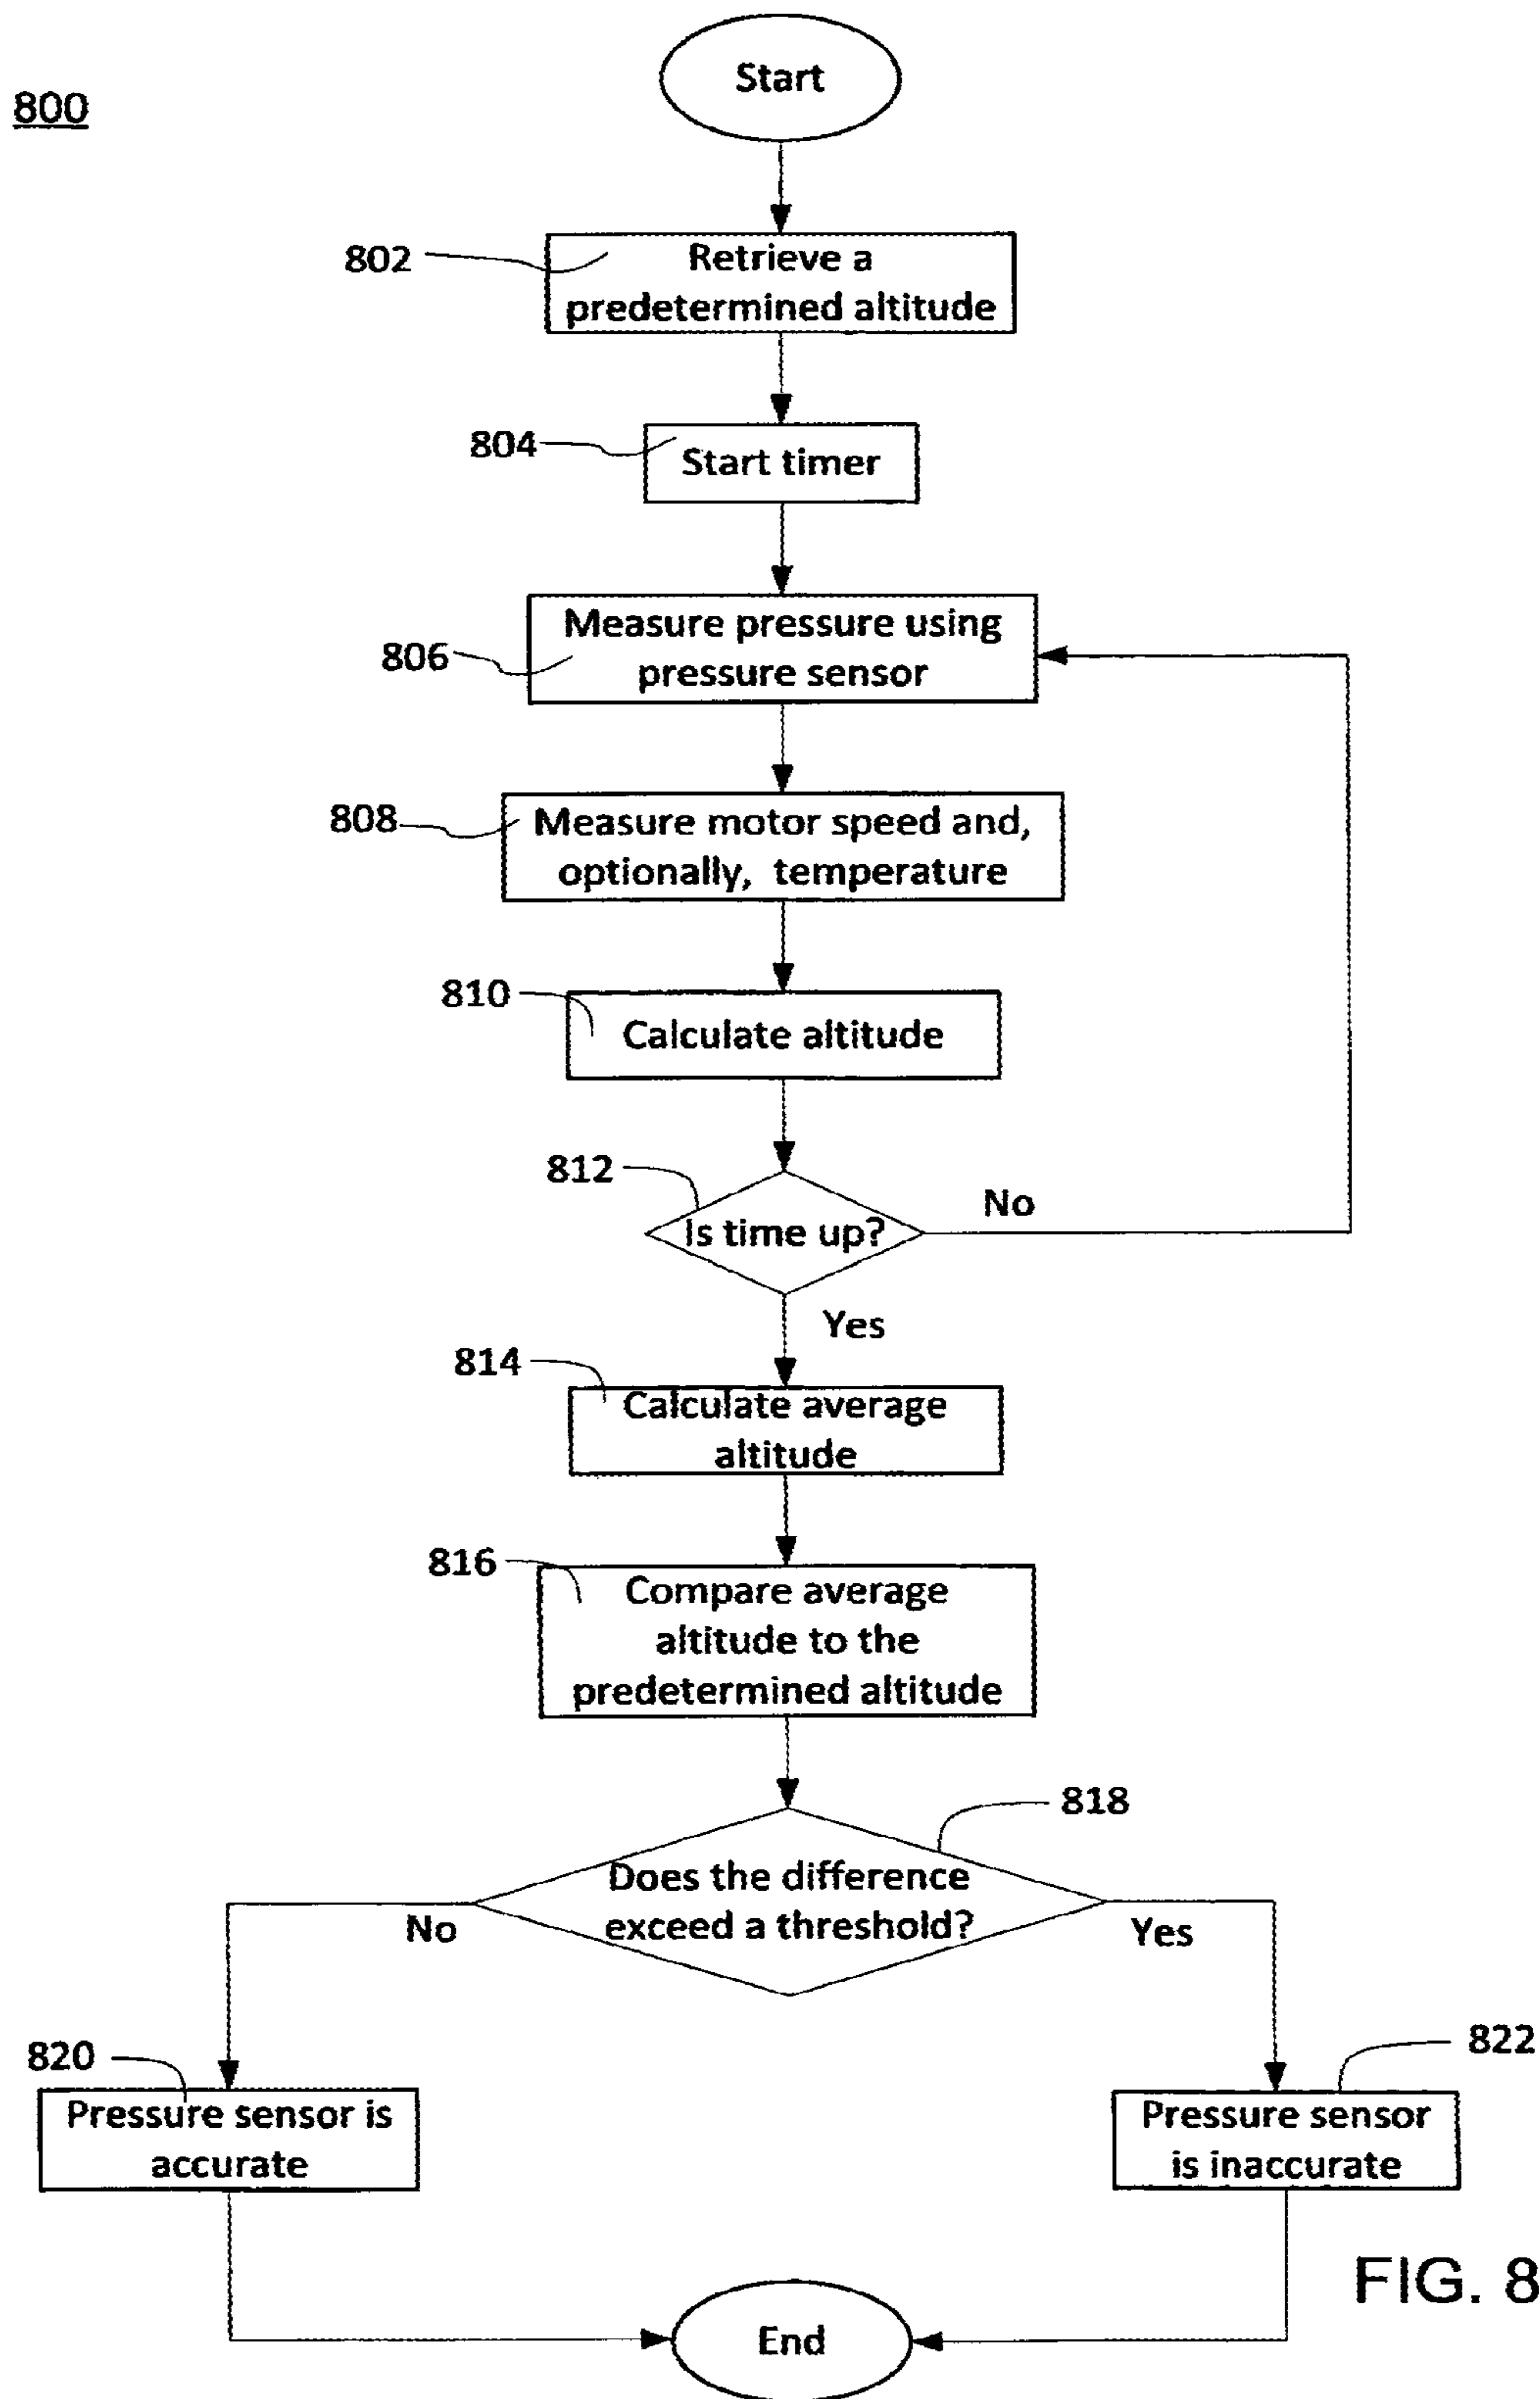 800
Start
802
Retrieve a
predetermined altitude
804
Start timer
806
Measure pressure using
pressure sensor
808
Measure motor speed and,
optionally, temperature
810
Calculate altitude
812
Is time up?
No
Yes
814
Calculate average
altitude
816
Compare average
altitude to the
predetermined altitude
818
Does the difference
exceed a threshold?
No
Yes
820
Pressure sensor is
accurate
822
Pressure sensor
is inaccurate
End
FIG. 8